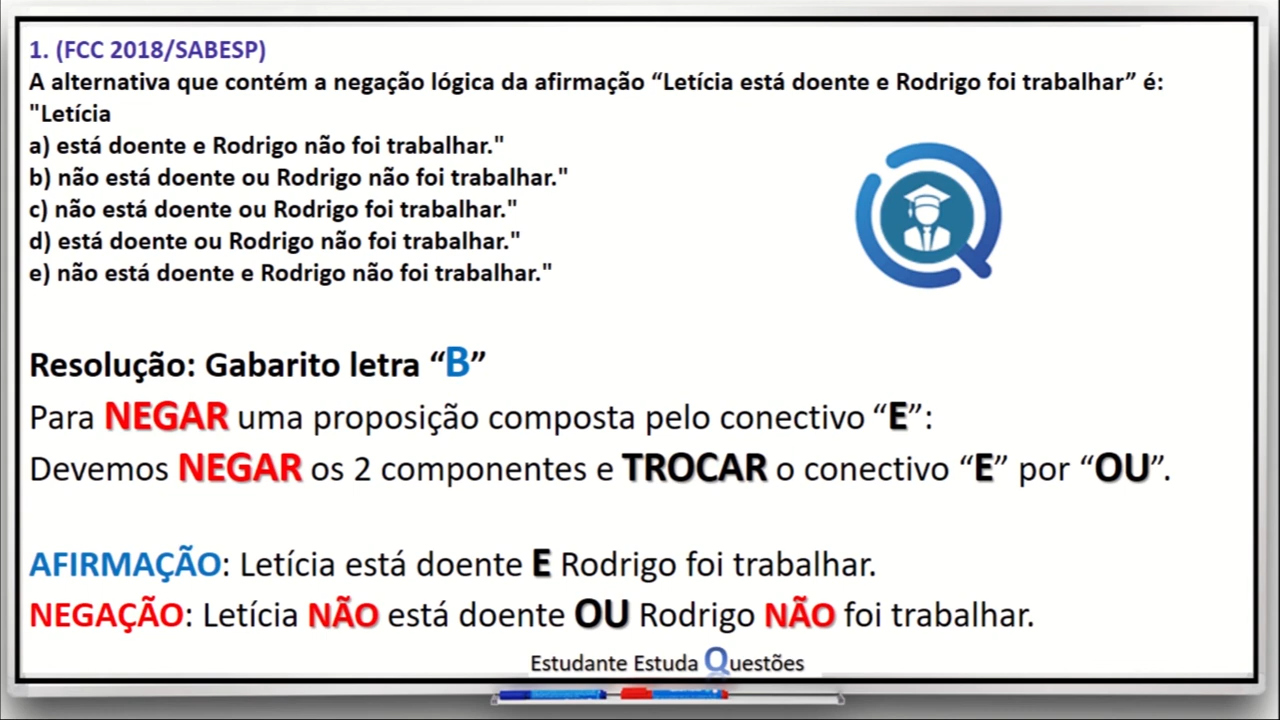 1. (FCC 2018/SABESP)
A alternativa que contém a negação lógica da afirmação “Letícia está doente e Rodrigo foi trabalhar” é:
"Letícia
a) está doente e Rodrigo não foi trabalhar."
b) não está doente ou Rodrigo não foi trabalhar."
c) não está doente ou Rodrigo foi trabalhar."
d) está doente ou Rodrigo não foi trabalhar."
e) não está doente e Rodrigo não foi trabalhar."
Resolução: Gabarito letra “B”
Para NEGAR uma proposição composta pelo conectivo “E”:
Devemos NEGAR os 2 componentes e TROCAR o conectivo “E” por “OU”.
AFIRMAÇÃO: Letícia está doente E Rodrigo foi trabalhar.
NEGAÇÃO: Letícia NÃO está doente OU Rodrigo NÃO foi trabalhar.
Estudante Estuda Questões